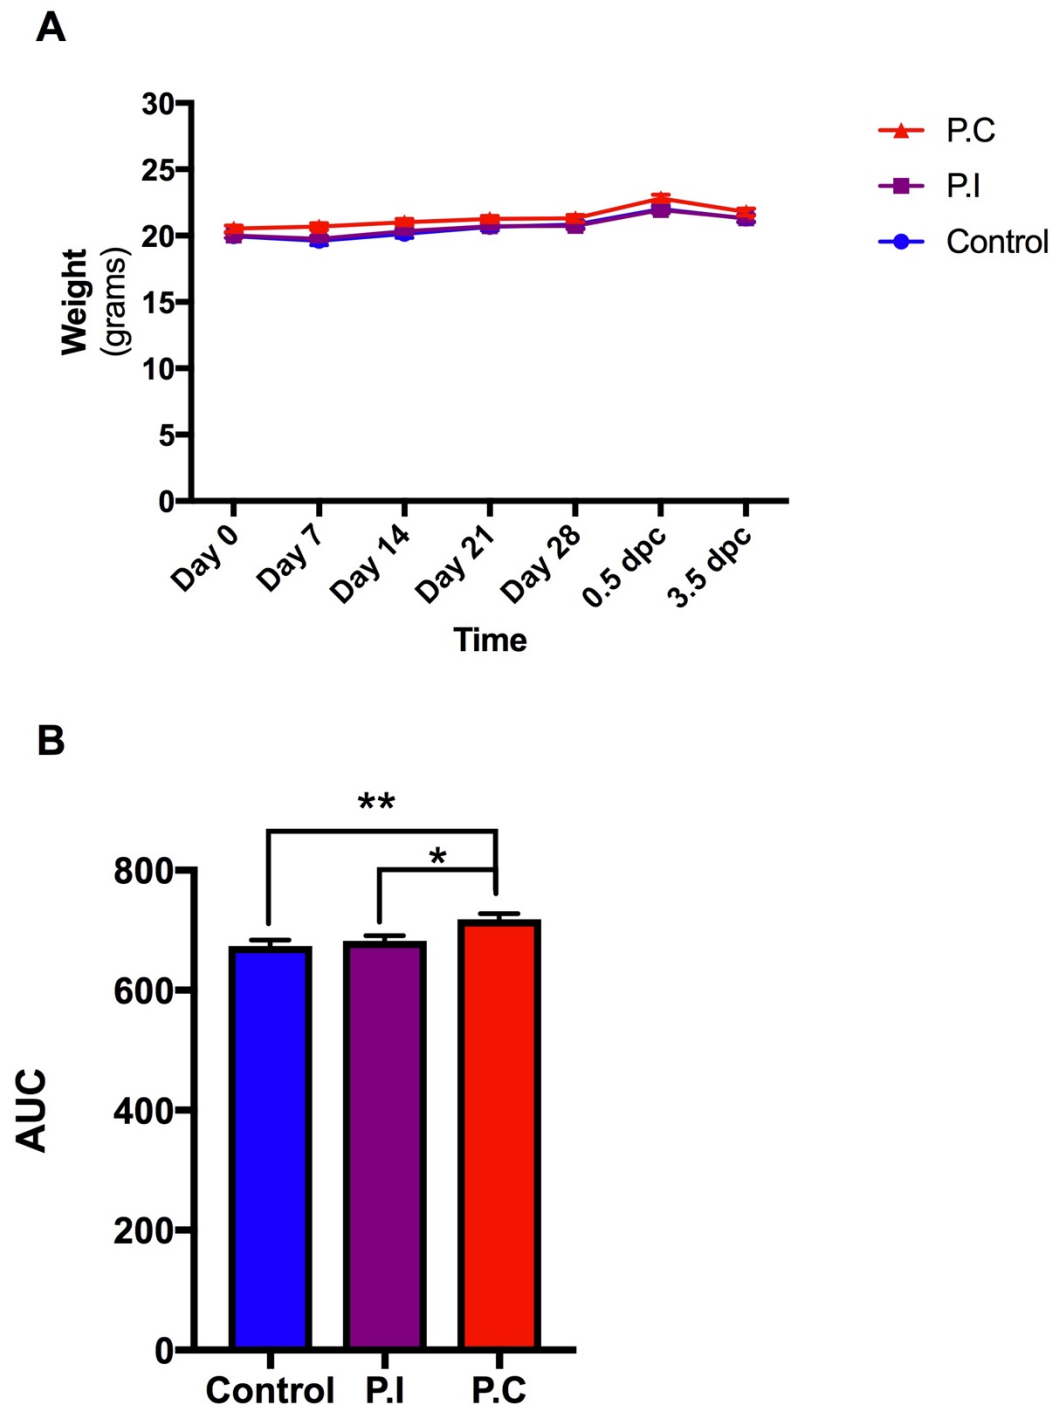 A
30
25
20
15
10
5
0
Weight
(grams)
Day 0
Day 7
Day 14
Day 21
Day 28
0.5 dpc
3.5 dpc
Time
P.C
P.I
Control
B
**
*
800
600
400
200
0
AUC
Control
P.I
P.C